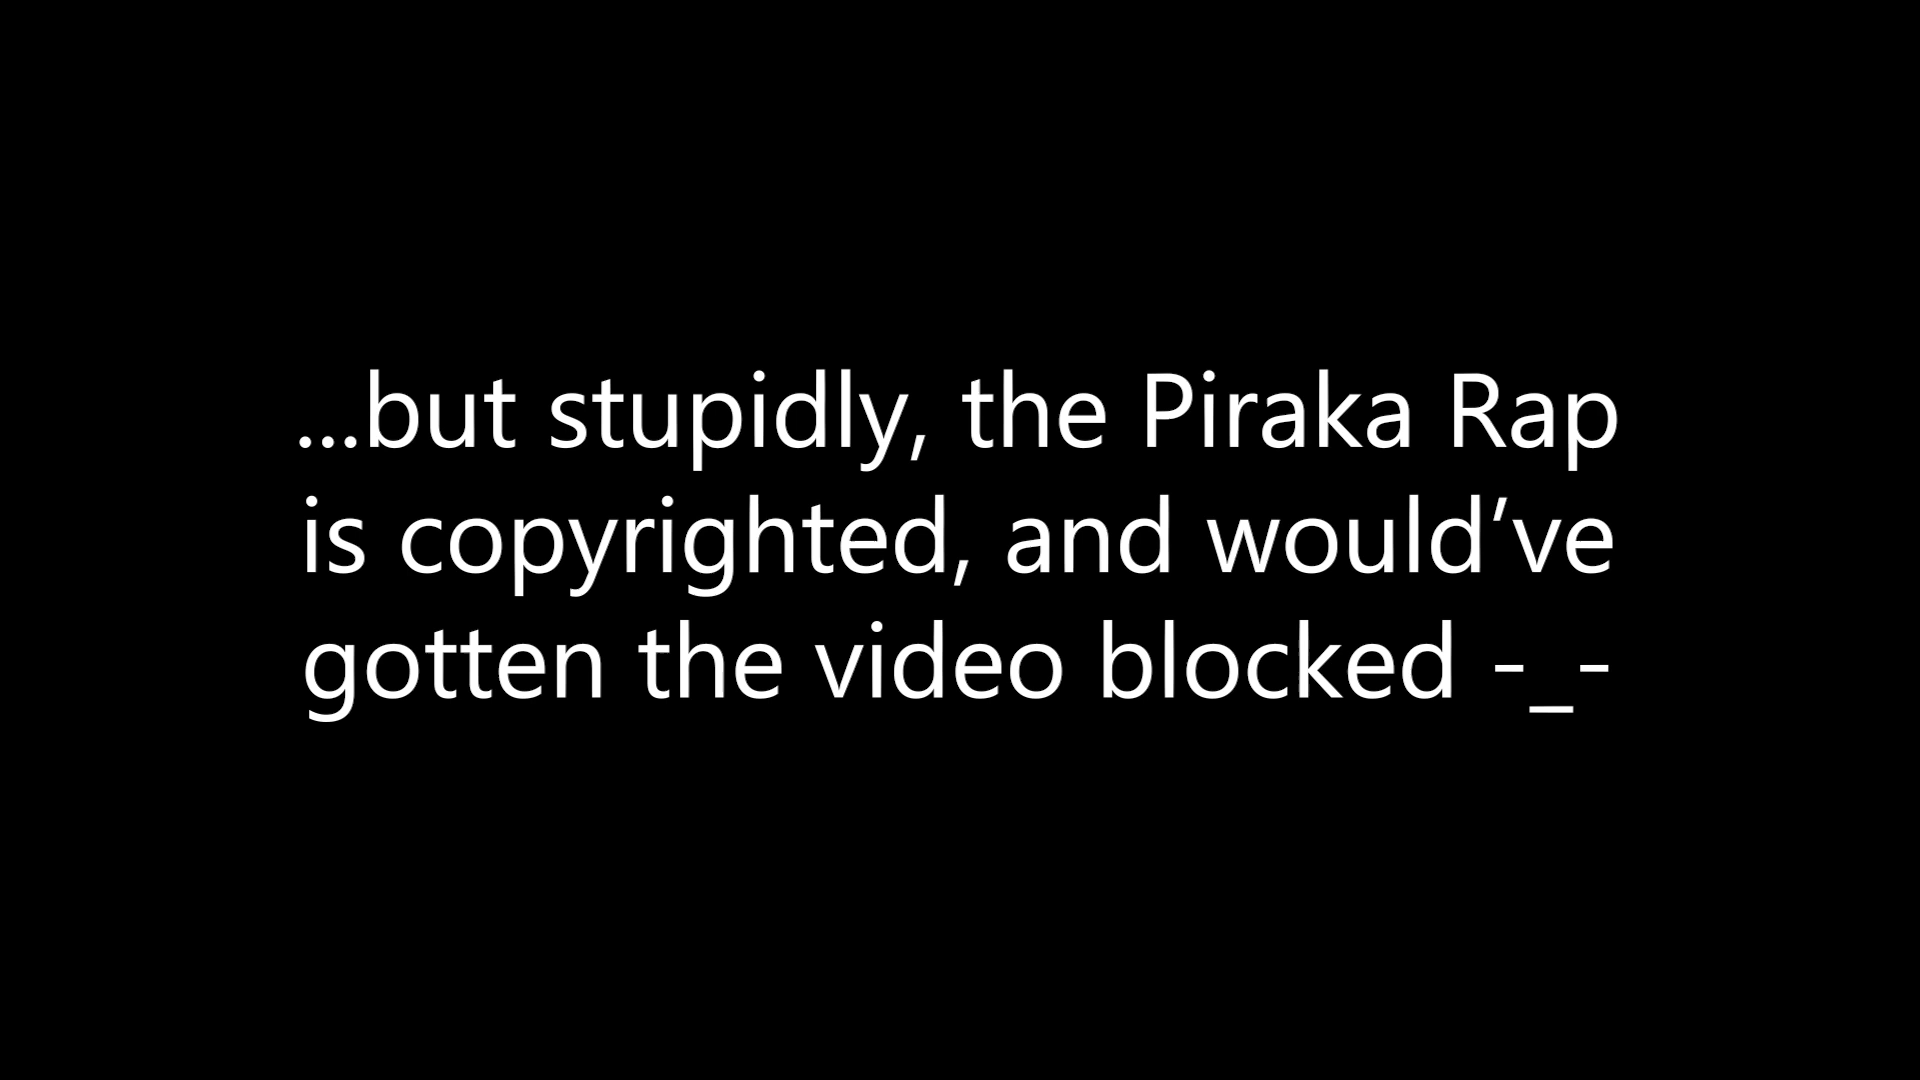 ...but stupidly, the Piraka Rap
is copyrighted, and would’ve
gotten the video blocked -_-